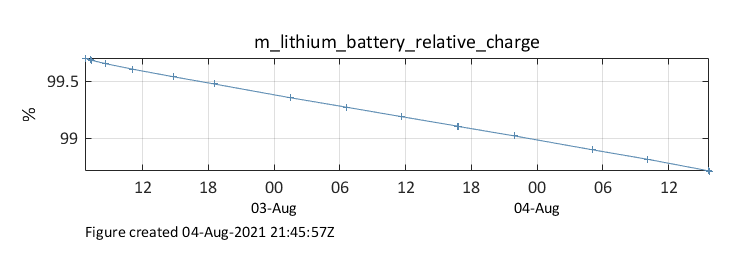 m_lithium_battery_relative_charge
99.5
99
%
12 18 00 06 12 18 00 06 12
03-Aug 04-Aug
Figure created 04-Aug-2021 21:45:57Z